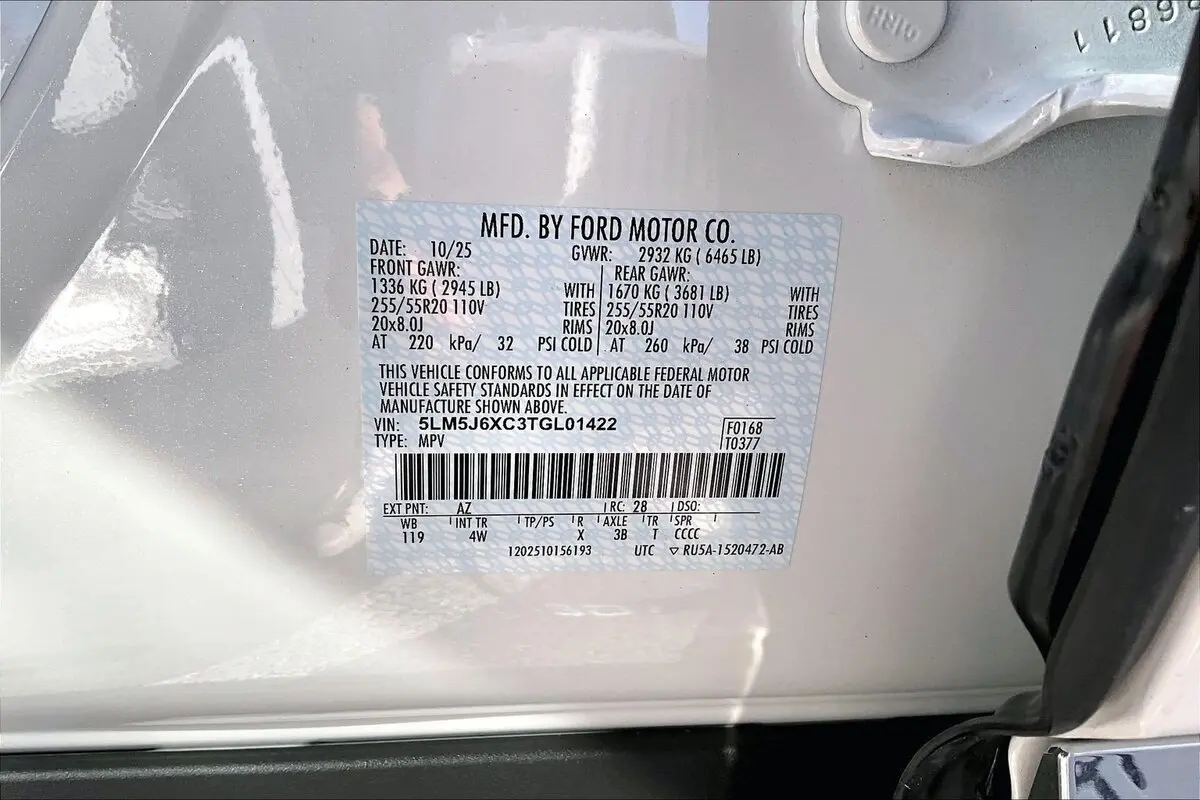 MFD. BY FORD MOTOR CO.
DATE: 10/25 GVWR: 2932 KG ( 6465 LB)
FRONT GAWR: REAR GAWR:
1336 KG ( 2945 LB) WITH 1670 KG ( 3681 LB) WITH
255/55R20 110V TIRES 255/55R20 110V TIRES
20x8.0J RIMS 20x8.0J RIMS
AT 220 kPa/ 32 PSI COLD AT 260 kPa/ 38 PSI COLD
THIS VEHICLE CONFORMS TO ALL APPLICABLE FEDERAL MOTOR
VEHICLE SAFETY STANDARDS IN EFFECT ON THE DATE OF
MANUFACTURE SHOWN ABOVE.
VIN: 5LM5J6XC3TGL01422 F0168
TYPE: MPV T0377
EXT PNT: AZ RC: 28 DSO:
WB INT TR TP/PS R AXLE TR SPR
119 4W X 3B T CCCC
1202510156193 UTC ▽ RU5A-1520472-AB